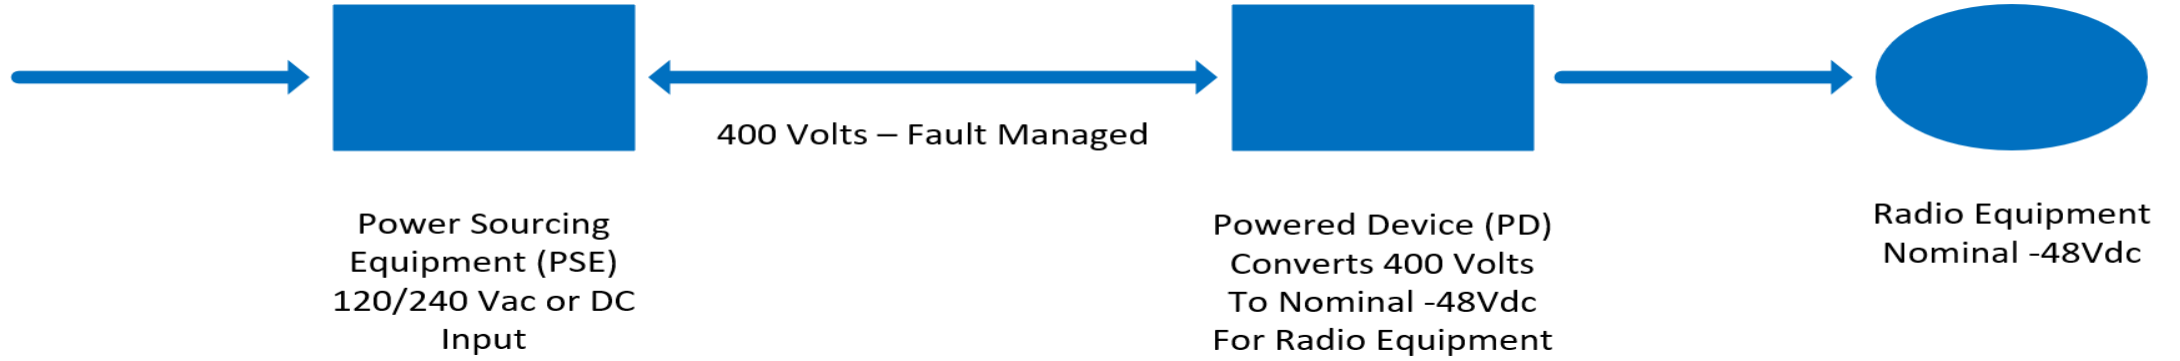 400 Volts – Fault Managed
Power Sourcing
Equipment (PSE)
120/240 Vac or DC
Input
Powered Device (PD)
Converts 400 Volts
To Nominal -48Vdc
For Radio Equipment
Radio Equipment
Nominal -48Vdc